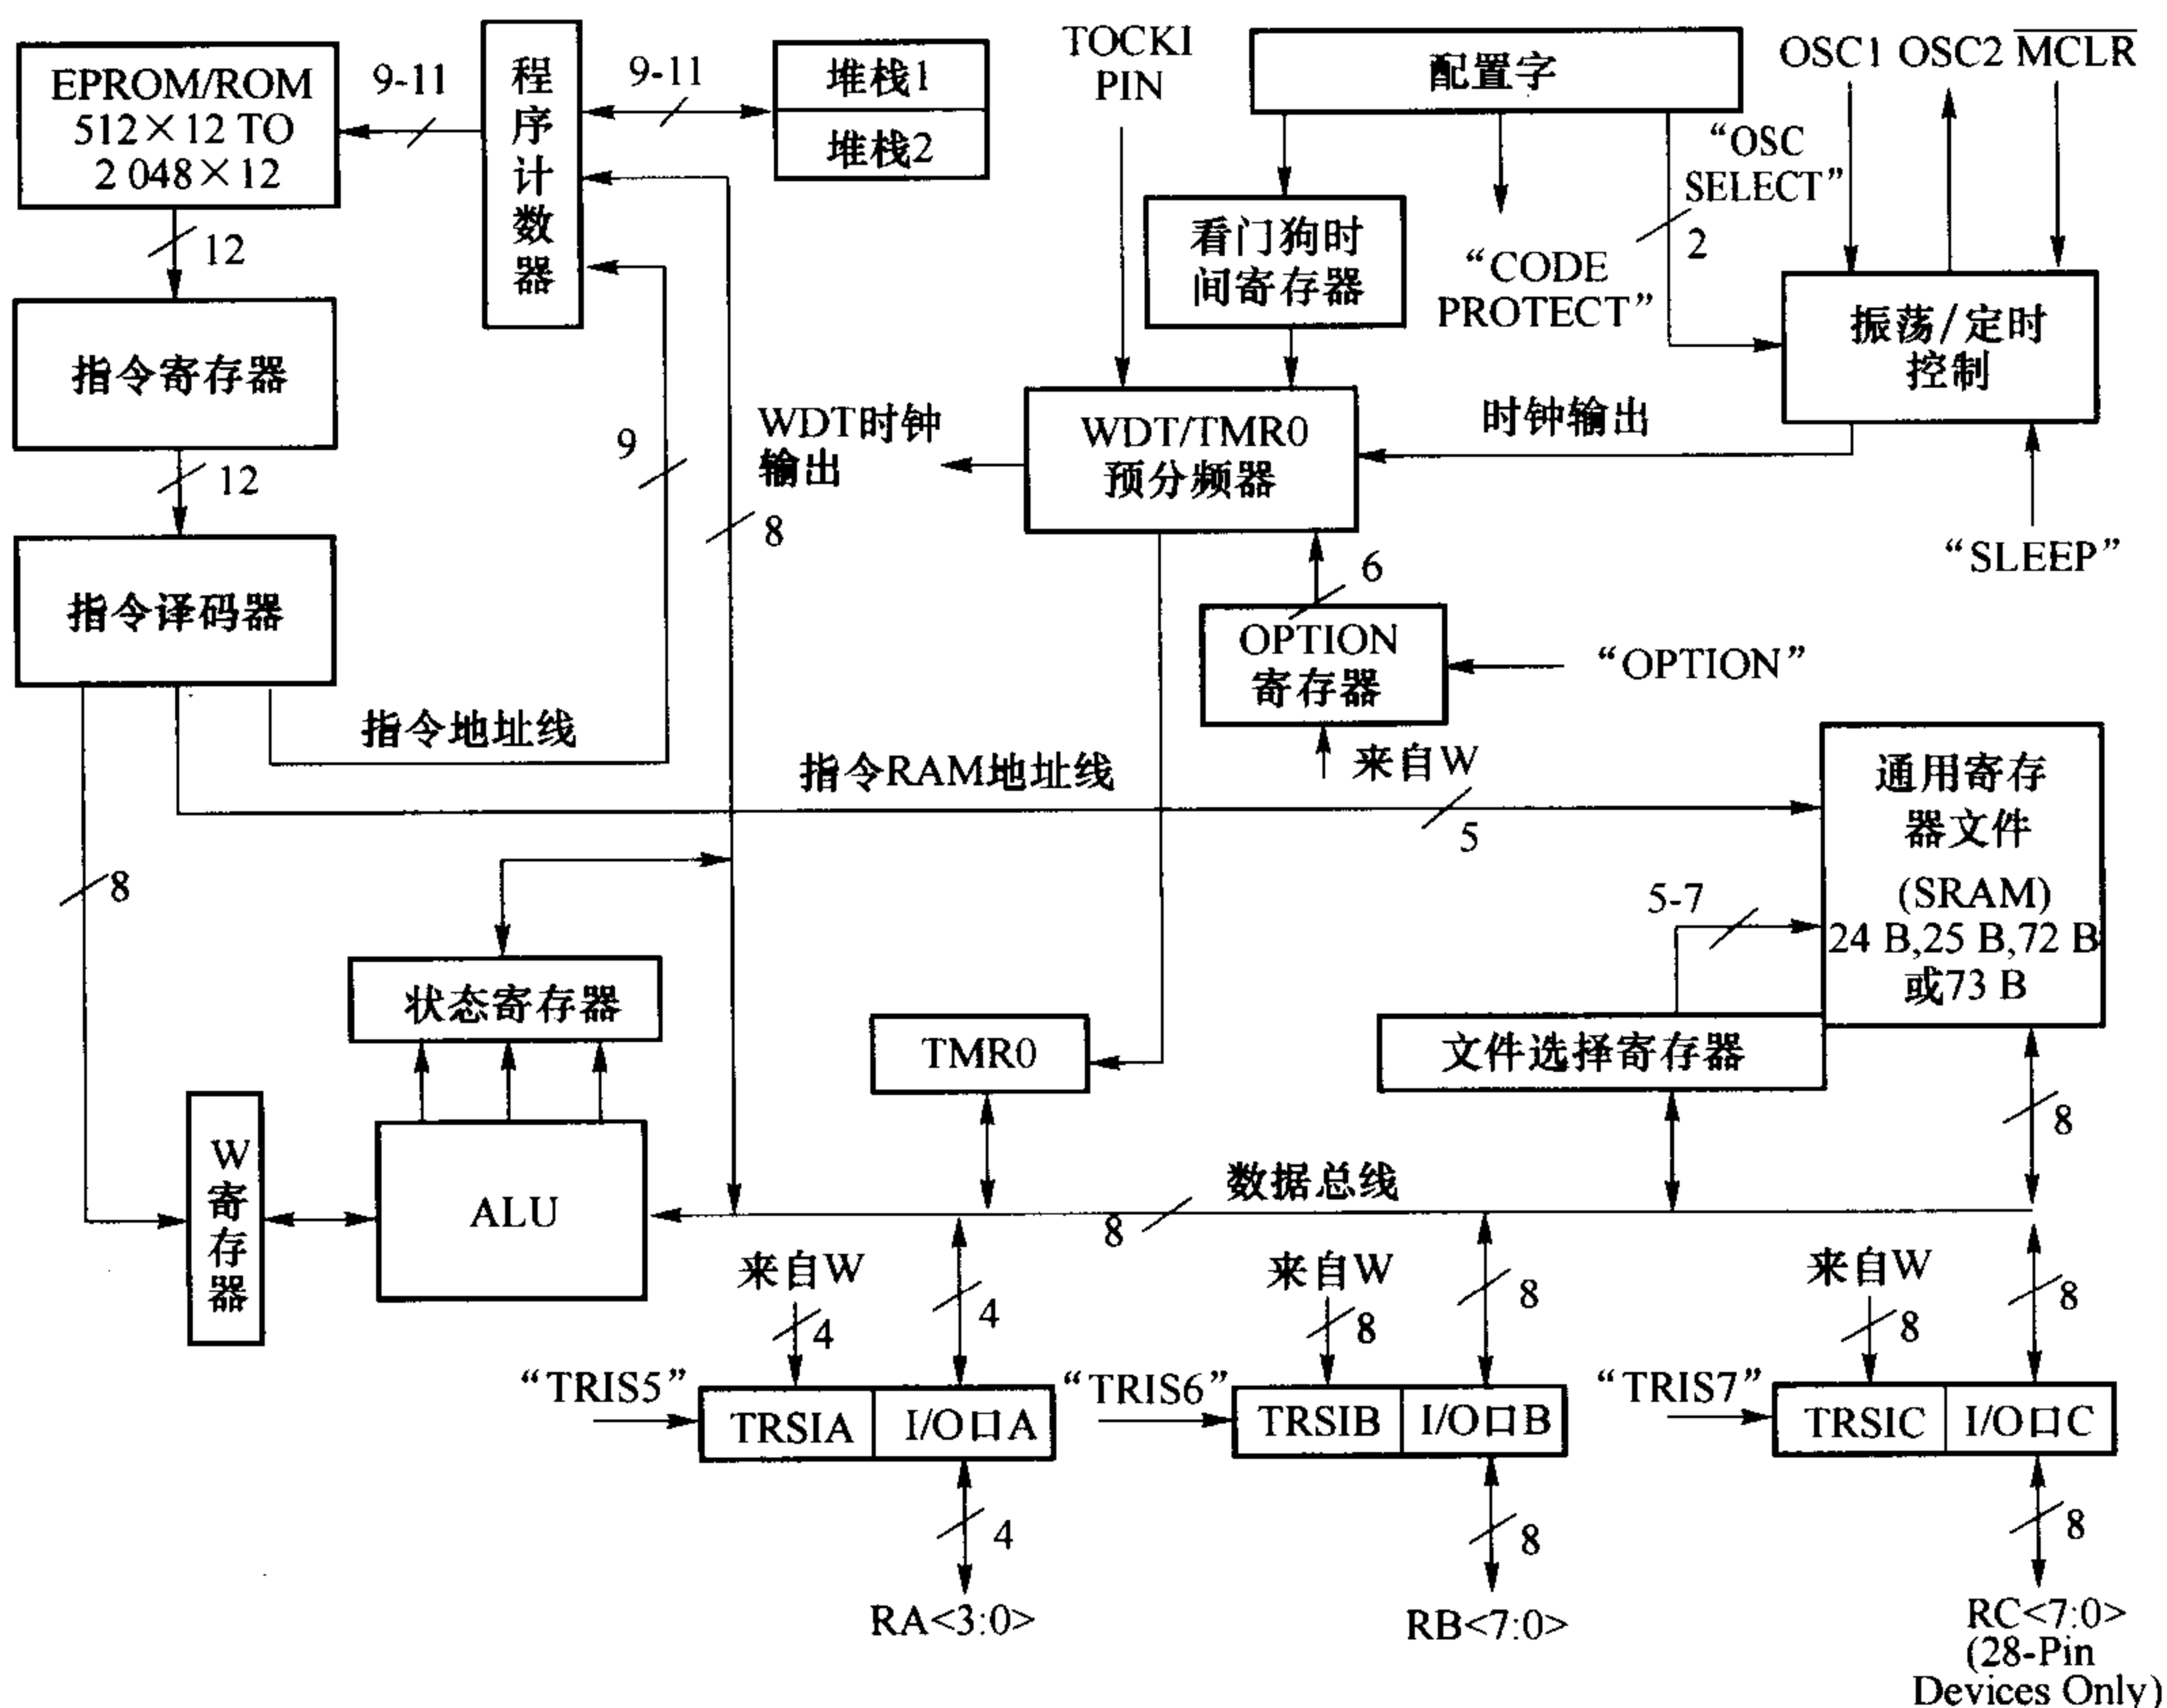 EPROM/ROM
512×12 TO
2 048×12
9-11
程
序
计
数
器
9-11
堆栈1
堆栈2
TOCKI
PIN
配置字
OSC1 OSC2 MCLR
“OSC
SELECT”
2
12
看门狗时
间寄存器
“CODE
PROTECT”
振荡/定时
控制
指令寄存器
12
9
8
WDT时钟
输出
WDT/TMR0
预分频器
时钟输出
“SLEEP”
指令译码器
6
OPTION
寄存器
“OPTION”
来自W
指令地址线
指令RAM地址线
5
通用寄存
器文件
(SRAM)
24 B,25 B,72 B
或73 B
5-7
8
状态寄存器
TMR0
文件选择寄存器
8
W
寄
存
器
ALU
数据总线
8
来自W
4
4
来自W
8
8
来自W
8
8
“TRIS5”
TRSIA
I/O口A
“TRIS6”
TRSIB
I/O口B
“TRIS7”
TRSIC
I/O口C
4
8
8
RA<3:0>
RB<7:0>
RC<7:0>
(28-Pin
Devices Only)